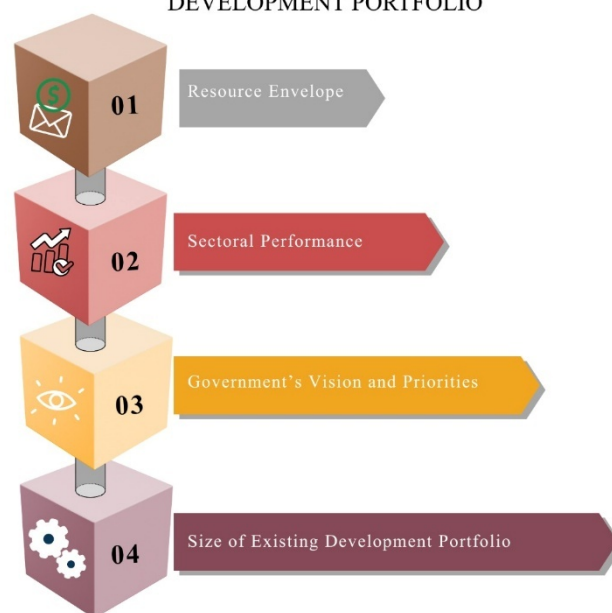 DEVELOPMENT PORTFOLIO
01
Resource Envelope
02
Sectoral Performance
03
Government’s Vision and Priorities
04
Size of Existing Development Portfolio
$